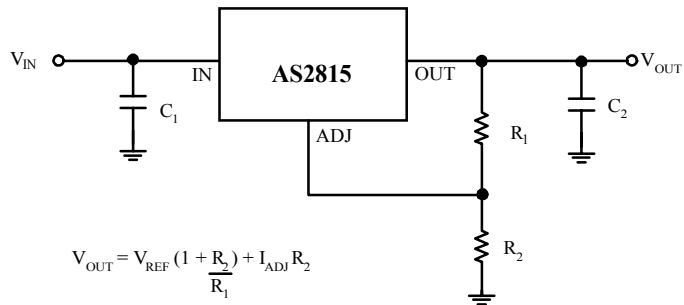 V_IN
IN
AS2815
OUT
V_OUT
C_1
ADJ
R_1
C_2
R_2
V_OUT = V_REF (1 + R_2/R_1) + I_ADJ R_2